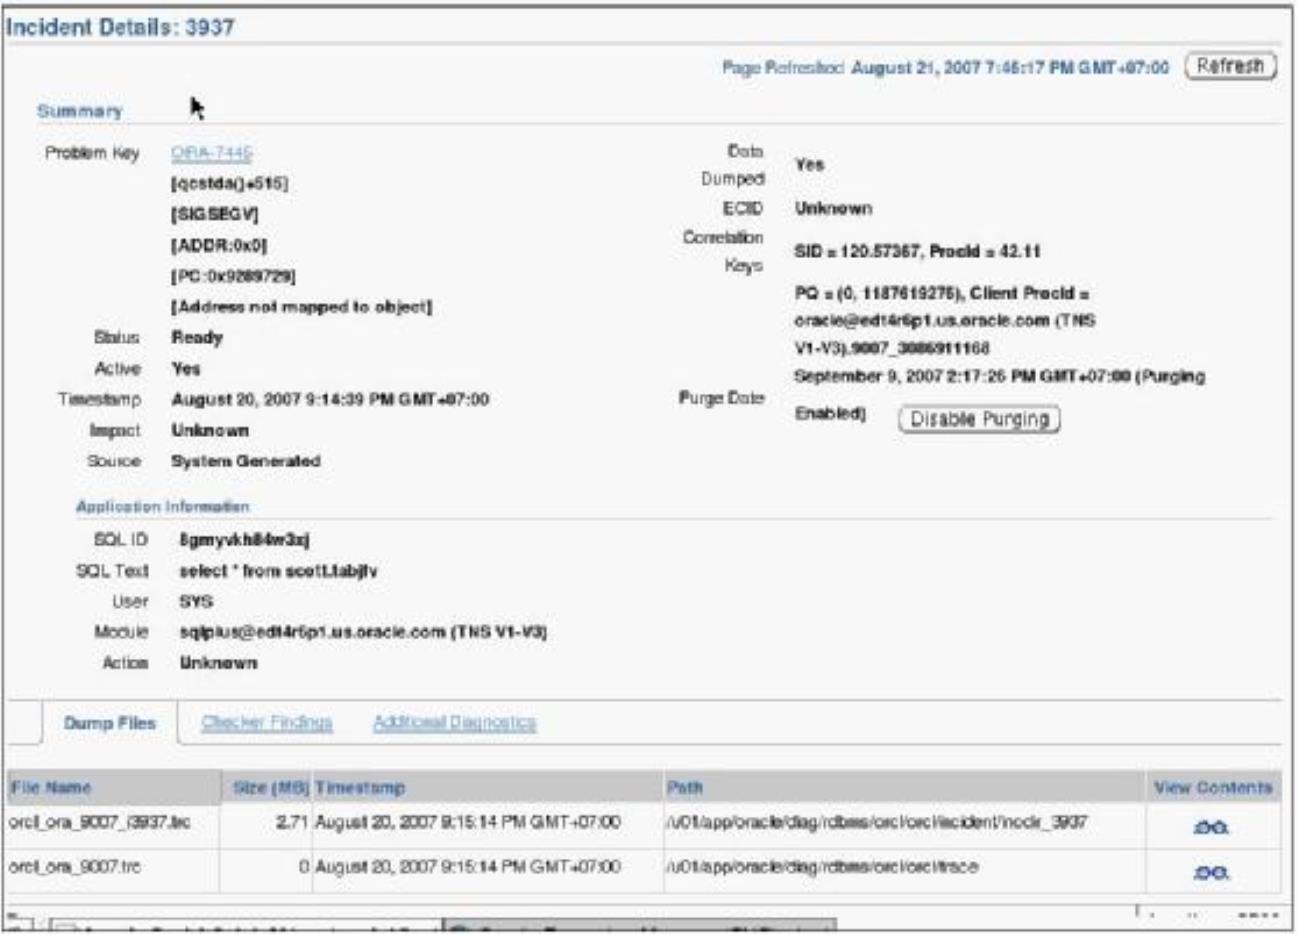 Incident Details: 3937
Page Refreshed August 21, 2007 7:46:17 PM GMT+07:00 Refresh
Summary
Problem Key ORA-7445
[qcstda()+515]
[SIGSEGV]
[ADDR:0x0]
[PC:0x9289729]
[Address not mapped to object]
Status Ready
Active Yes
Timestamp August 20, 2007 9:14:39 PM GMT+07:00
Impact Unknown
Source System Generated
Data Dumped Yes
ECID Unknown
Correlation Keys SID = 120.57367, ProcId = 42.11
PQ = (0, 1187619275), Client ProcId =
oracle@edt4r6p1.us.oracle.com (TNS
V1-V3).9007_3086911168
Purge Date September 9, 2007 2:17:26 PM GMT+07:00 (Purging
Enabled) Disable Purging
Application Information
SQL ID 8gmyvkh84w3xj
SQL Text select * from scott.tabjfv
User SYS
Module sqlplus@edt4r6p1.us.oracle.com (TNS V1-V3)
Action Unknown
Dump Files Checker Findings Additional Diagnostics
File Name Size (MB) Timestamp Path View Contents
orcl_ora_9007_i3937.trc 2.71 August 20, 2007 9:15:14 PM GMT+07:00 /u01/app/oracle/diag/rdbms/orcl/orcl/incident/incdir_3937
orcl_ora_9007.trc 0 August 20, 2007 9:15:14 PM GMT+07:00 /u01/app/oracle/diag/rdbms/orcl/orcl/trace